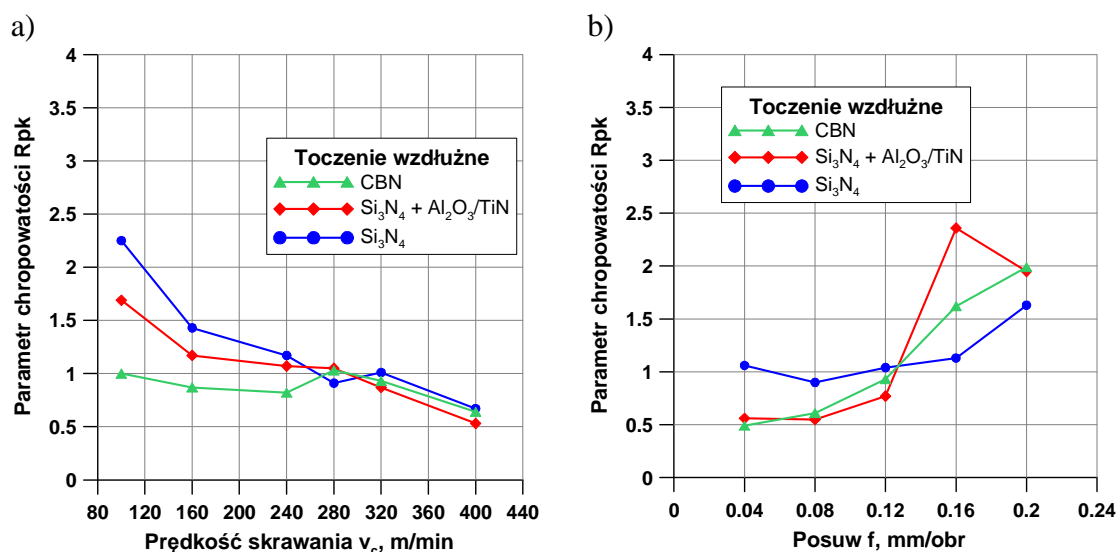 a)
4
3.5
3
2.5
2
1.5
1
0.5
0
Parametr chropowatości Rpk
Toczenie wzdłużne
CBN
Si₃N₄ + Al₂O₃/TiN
Si₃N₄
80 120 160 200 240 280 320 360 400 440
Prędkość skrawania v꜀, m/min
b)
4
3.5
3
2.5
2
1.5
1
0.5
0
Parametr chropowatości Rpk
Toczenie wzdłużne
CBN
Si₃N₄ + Al₂O₃/TiN
Si₃N₄
0 0.04 0.08 0.12 0.16 0.2 0.24
Posuw f, mm/obr